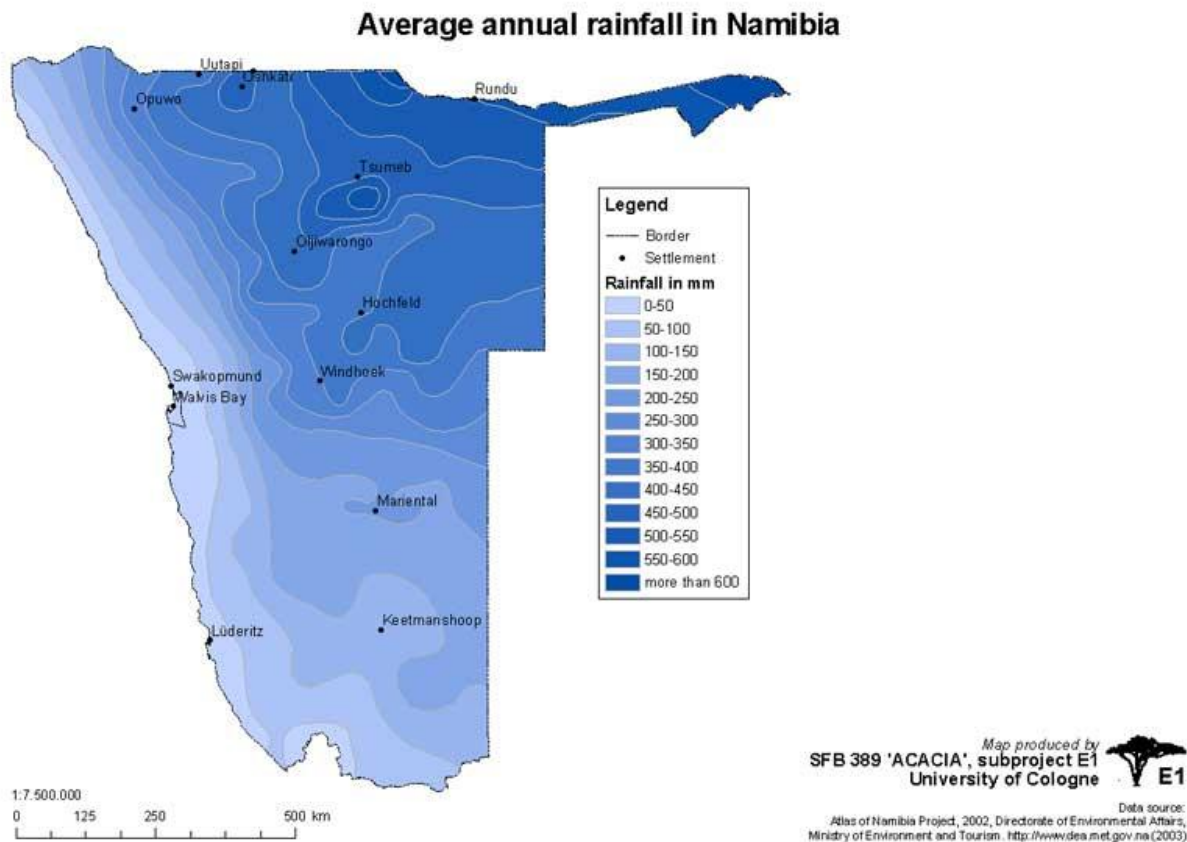 Average annual rainfall in Namibia
Uutapi
Oshkati
Rundu
Opuwo
Tsumeb
Otjiwarongo
Hochfeld
Windhoek
Swakopmund
Walvis Bay
Mariental
Keetmanshoop
Lüderitz
Legend
Border
Settlement
Rainfall in mm
0-50
50-100
100-150
150-200
200-250
250-300
300-350
350-400
400-450
450-500
500-550
550-600
more than 600
1:7.500.000
0 125 250 500 km
Map produced by
SFB 389 'ACACIA', subproject E1
University of Cologne
E1
Data source:
Atlas of Namibia Project, 2002, Directorate of Environmental Affairs,
Ministry of Environment and Tourism. http://www.dea.met.gov.na (2003)